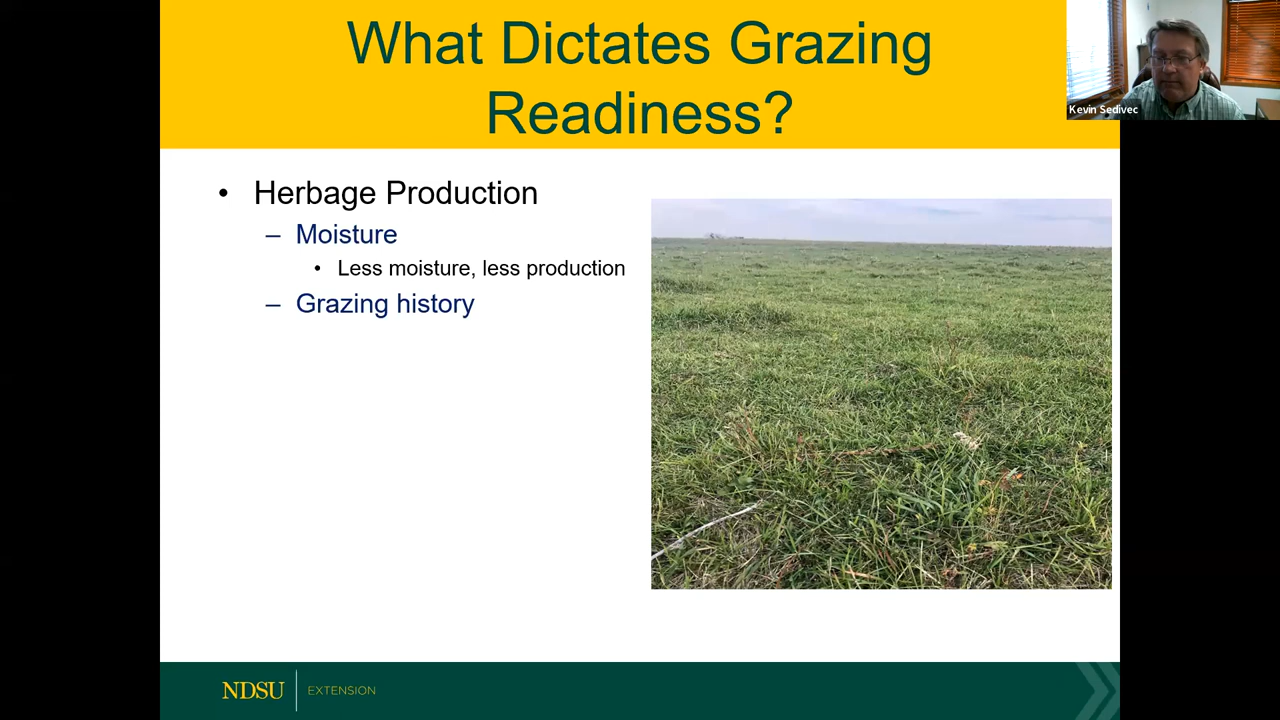 What Dictates Grazing
Readiness?
Kevin Sedivec
• Herbage Production
– Moisture
• Less moisture, less production
– Grazing history
NDSU EXTENSION